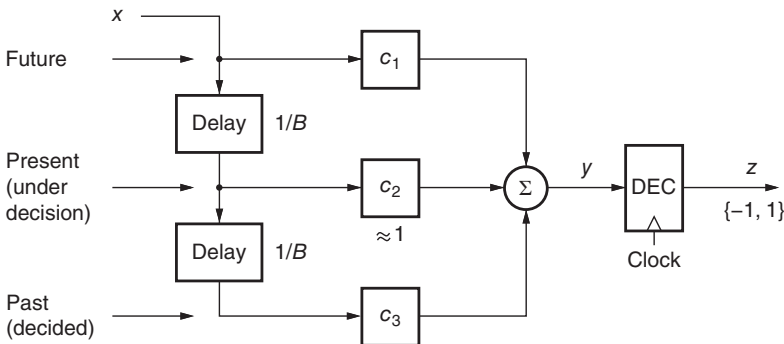 x
Future
c1
Delay 1/B
Present
(under
decision)
c2
≈1
Σ
y
DEC
z
{−1, 1}
Clock
Delay 1/B
Past
(decided)
c3